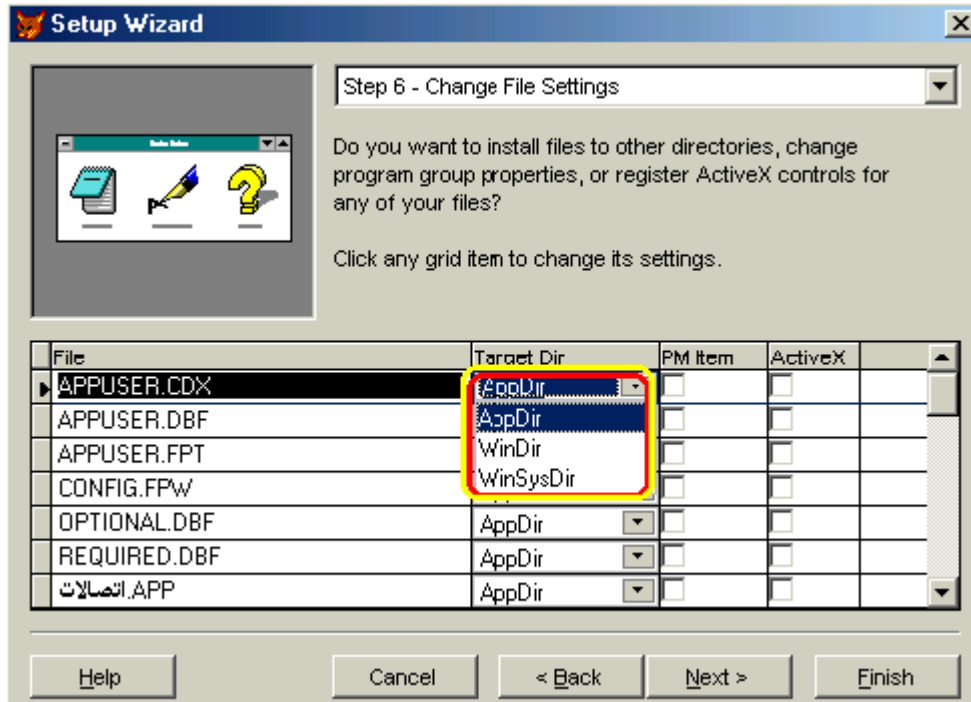 Setup Wizard
Step 6 - Change File Settings
Do you want to install files to other directories, change
program group properties, or register ActiveX controls for
any of your files?
Click any grid item to change its settings.
File Target Dir PM Item ActiveX
APPUSER.CDX AppDir
APPUSER.DBF AppDir
APPUSER.FPT WinDir
CONFIG.FPW WinSysDir
OPTIONAL.DBF AppDir
REQUIRED.DBF AppDir
اتصالات.APP AppDir
Help Cancel < Back Next > Finish